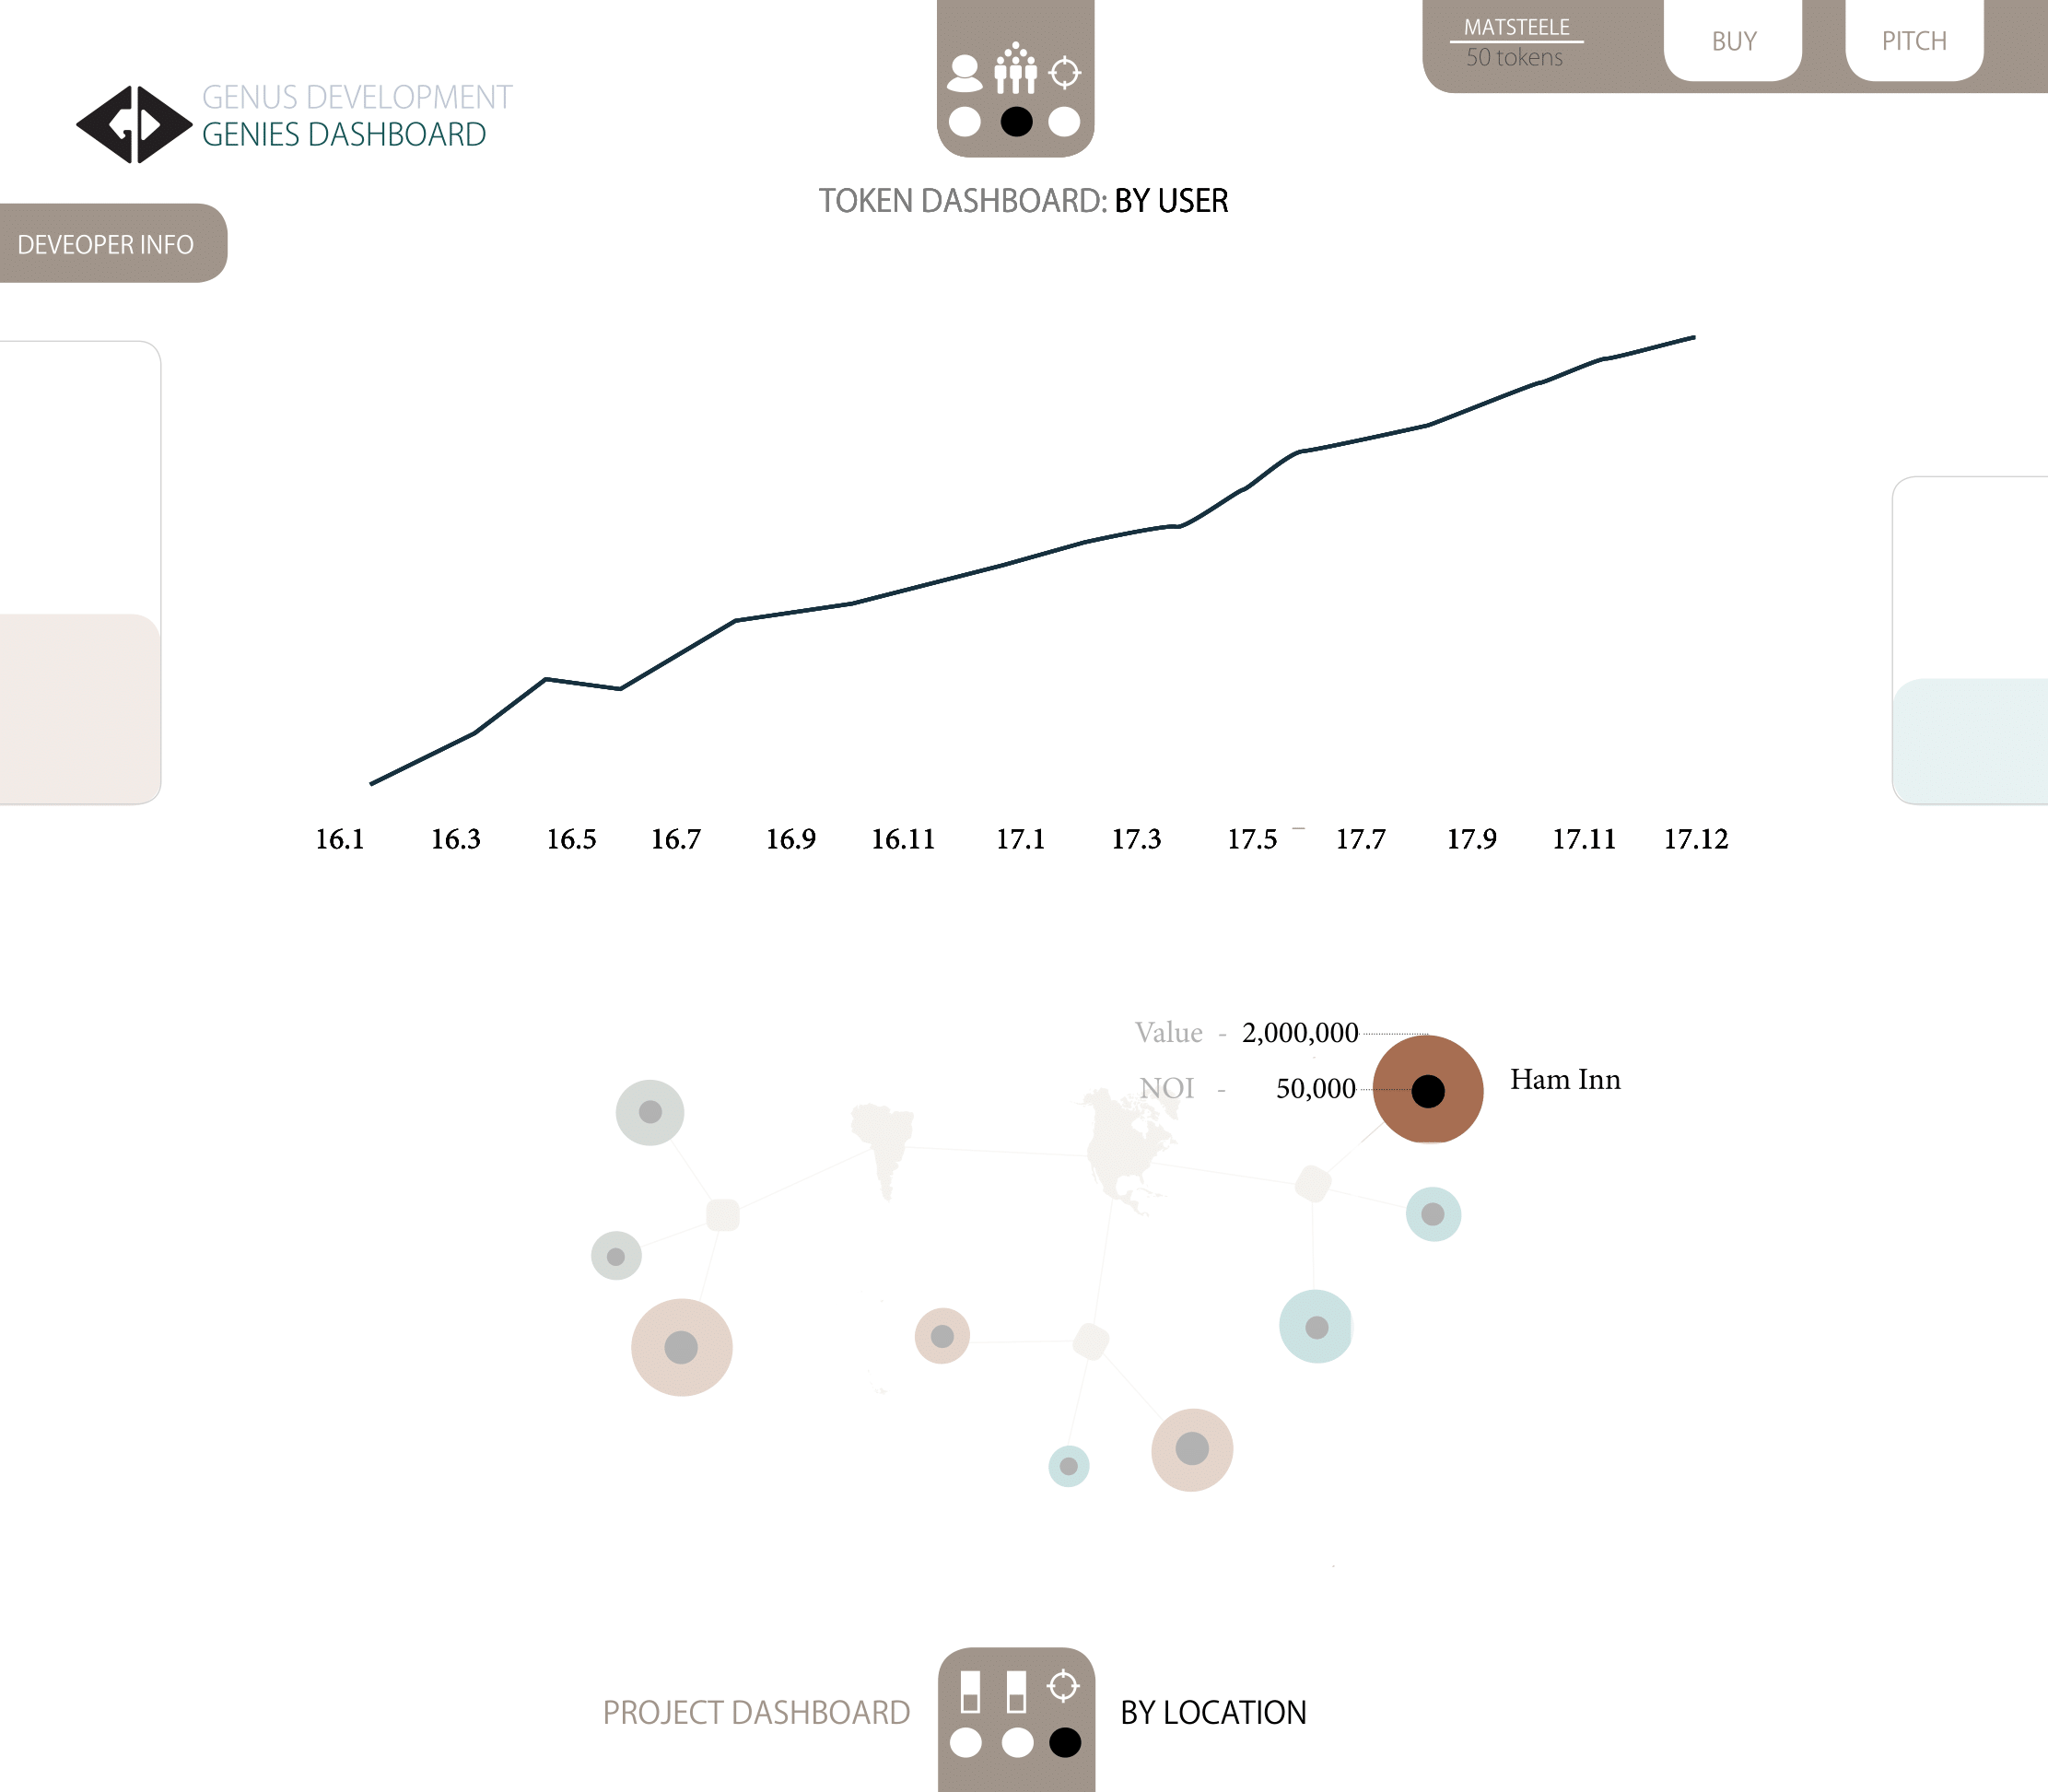 MATSTEELE
50 tokens
BUY
PITCH
GENUS DEVELOPMENT
GENIES DASHBOARD
TOKEN DASHBOARD: BY USER
DEVEOPER INFO
16.1 16.3 16.5 16.7 16.9 16.11 17.1 17.3 17.5 17.7 17.9 17.11 17.12
Value - 2,000,000
NOI - 50,000
Ham Inn
PROJECT DASHBOARD
BY LOCATION